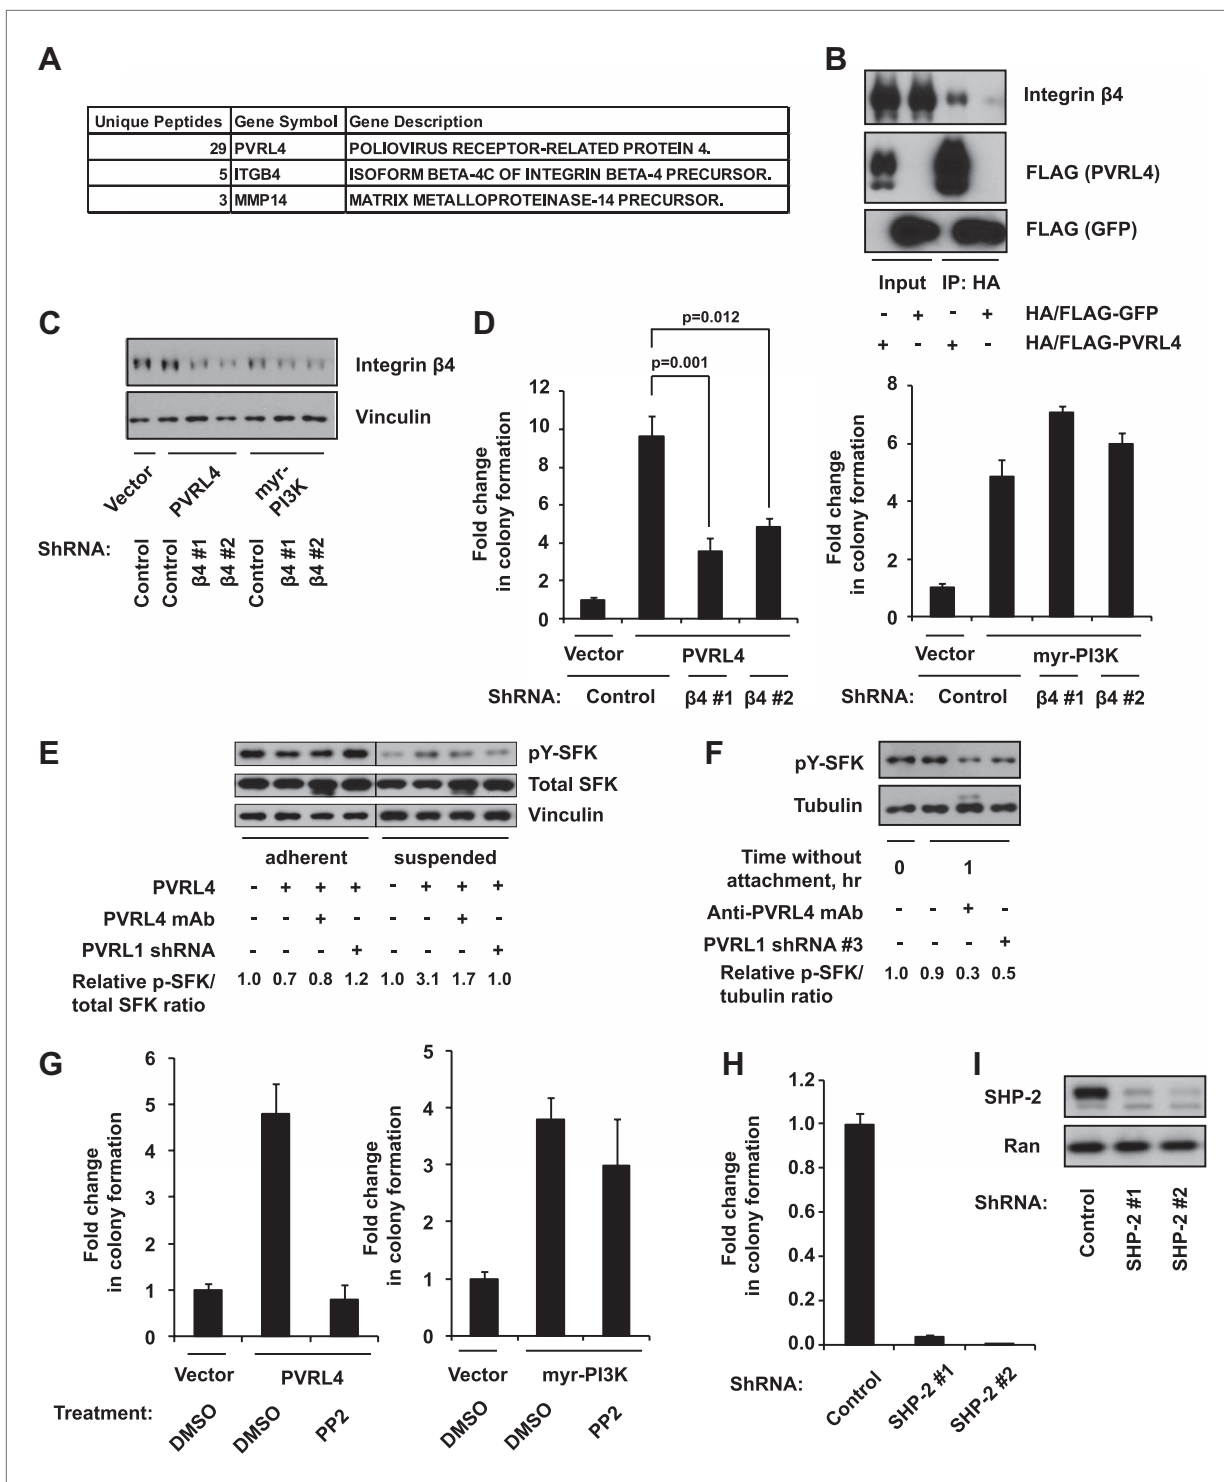 A
Unique Peptides Gene Symbol Gene Description
29 PVRL4 POLIOVIRUS RECEPTOR-RELATED PROTEIN 4.
5 ITGB4 ISOFORM BETA-4C OF INTEGRIN BETA-4 PRECURSOR.
3 MMP14 MATRIX METALLOPROTEINASE-14 PRECURSOR.
B
Integrin β4
FLAG (PVRL4)
FLAG (GFP)
Input IP: HA
- + - + HA/FLAG-GFP
+ - + - HA/FLAG-PVRL4
C
Integrin β4
Vinculin
Vector PVRL4 myr-PI3K
ShRNA: Control Control β4 #1 β4 #2 Control β4 #1 β4 #2
D
p=0.012
p=0.001
Fold change
in colony formation
12
10
8
6
4
2
0
Vector PVRL4
ShRNA: Control β4 #1 β4 #2
Fold change
in colony formation
8
6
4
2
0
Vector myr-PI3K
ShRNA: Control β4 #1 β4 #2
E
pY-SFK
Total SFK
Vinculin
adherent suspended
PVRL4 - + + + - + + +
PVRL4 mAb - - + - - - + -
PVRL1 shRNA - - - + - - - +
Relative p-SFK/
total SFK ratio
1.0 0.7 0.8 1.2 1.0 3.1 1.7 1.0
F
pY-SFK
Tubulin
Time without
attachment, hr
0 1
Anti-PVRL4 mAb - - + -
PVRL1 shRNA #3 - - - +
Relative p-SFK/
tubulin ratio
1.0 0.9 0.3 0.5
G
Fold change
in colony formation
6
5
4
3
2
1
0
Vector PVRL4
Treatment: DMSO DMSO PP2
Fold change
in colony formation
5
4
3
2
1
0
Vector myr-PI3K
DMSO DMSO PP2
H
Fold change
in colony formation
1.2
1.0
0.8
0.6
0.4
0.2
0.0
ShRNA: Control SHP-2 #1 SHP-2 #2
I
SHP-2
Ran
ShRNA: Control SHP-2 #1 SHP-2 #2